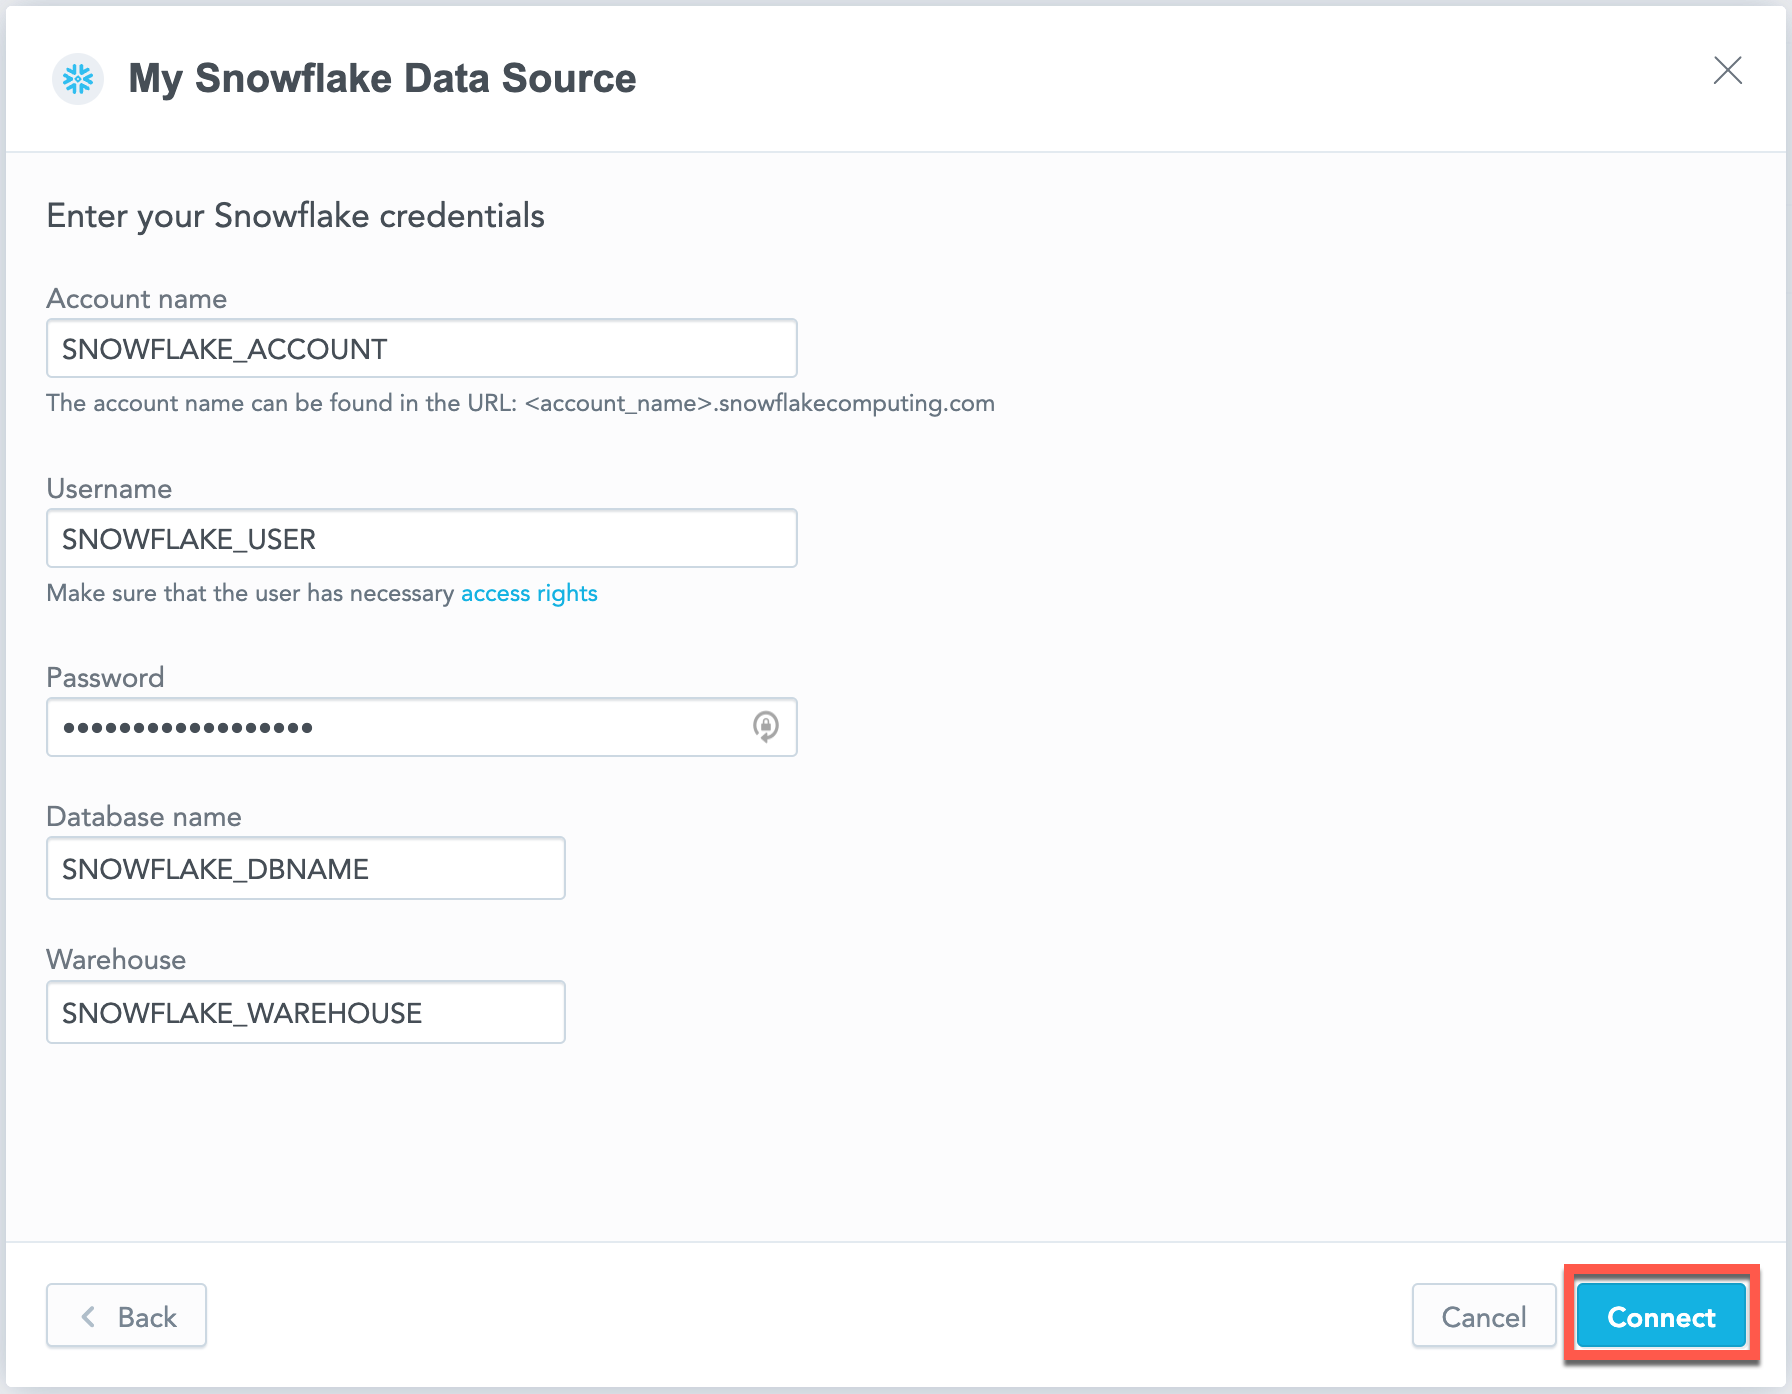 My Snowflake Data Source
Enter your Snowflake credentials
Account name
SNOWFLAKE_ACCOUNT
The account name can be found in the URL: <account_name>.snowflakecomputing.com
Username
SNOWFLAKE_USER
Make sure that the user has necessary access rights
Password
••••••••••••••••••
Database name
SNOWFLAKE_DBNAME
Warehouse
SNOWFLAKE_WAREHOUSE
Back
Cancel
Connect